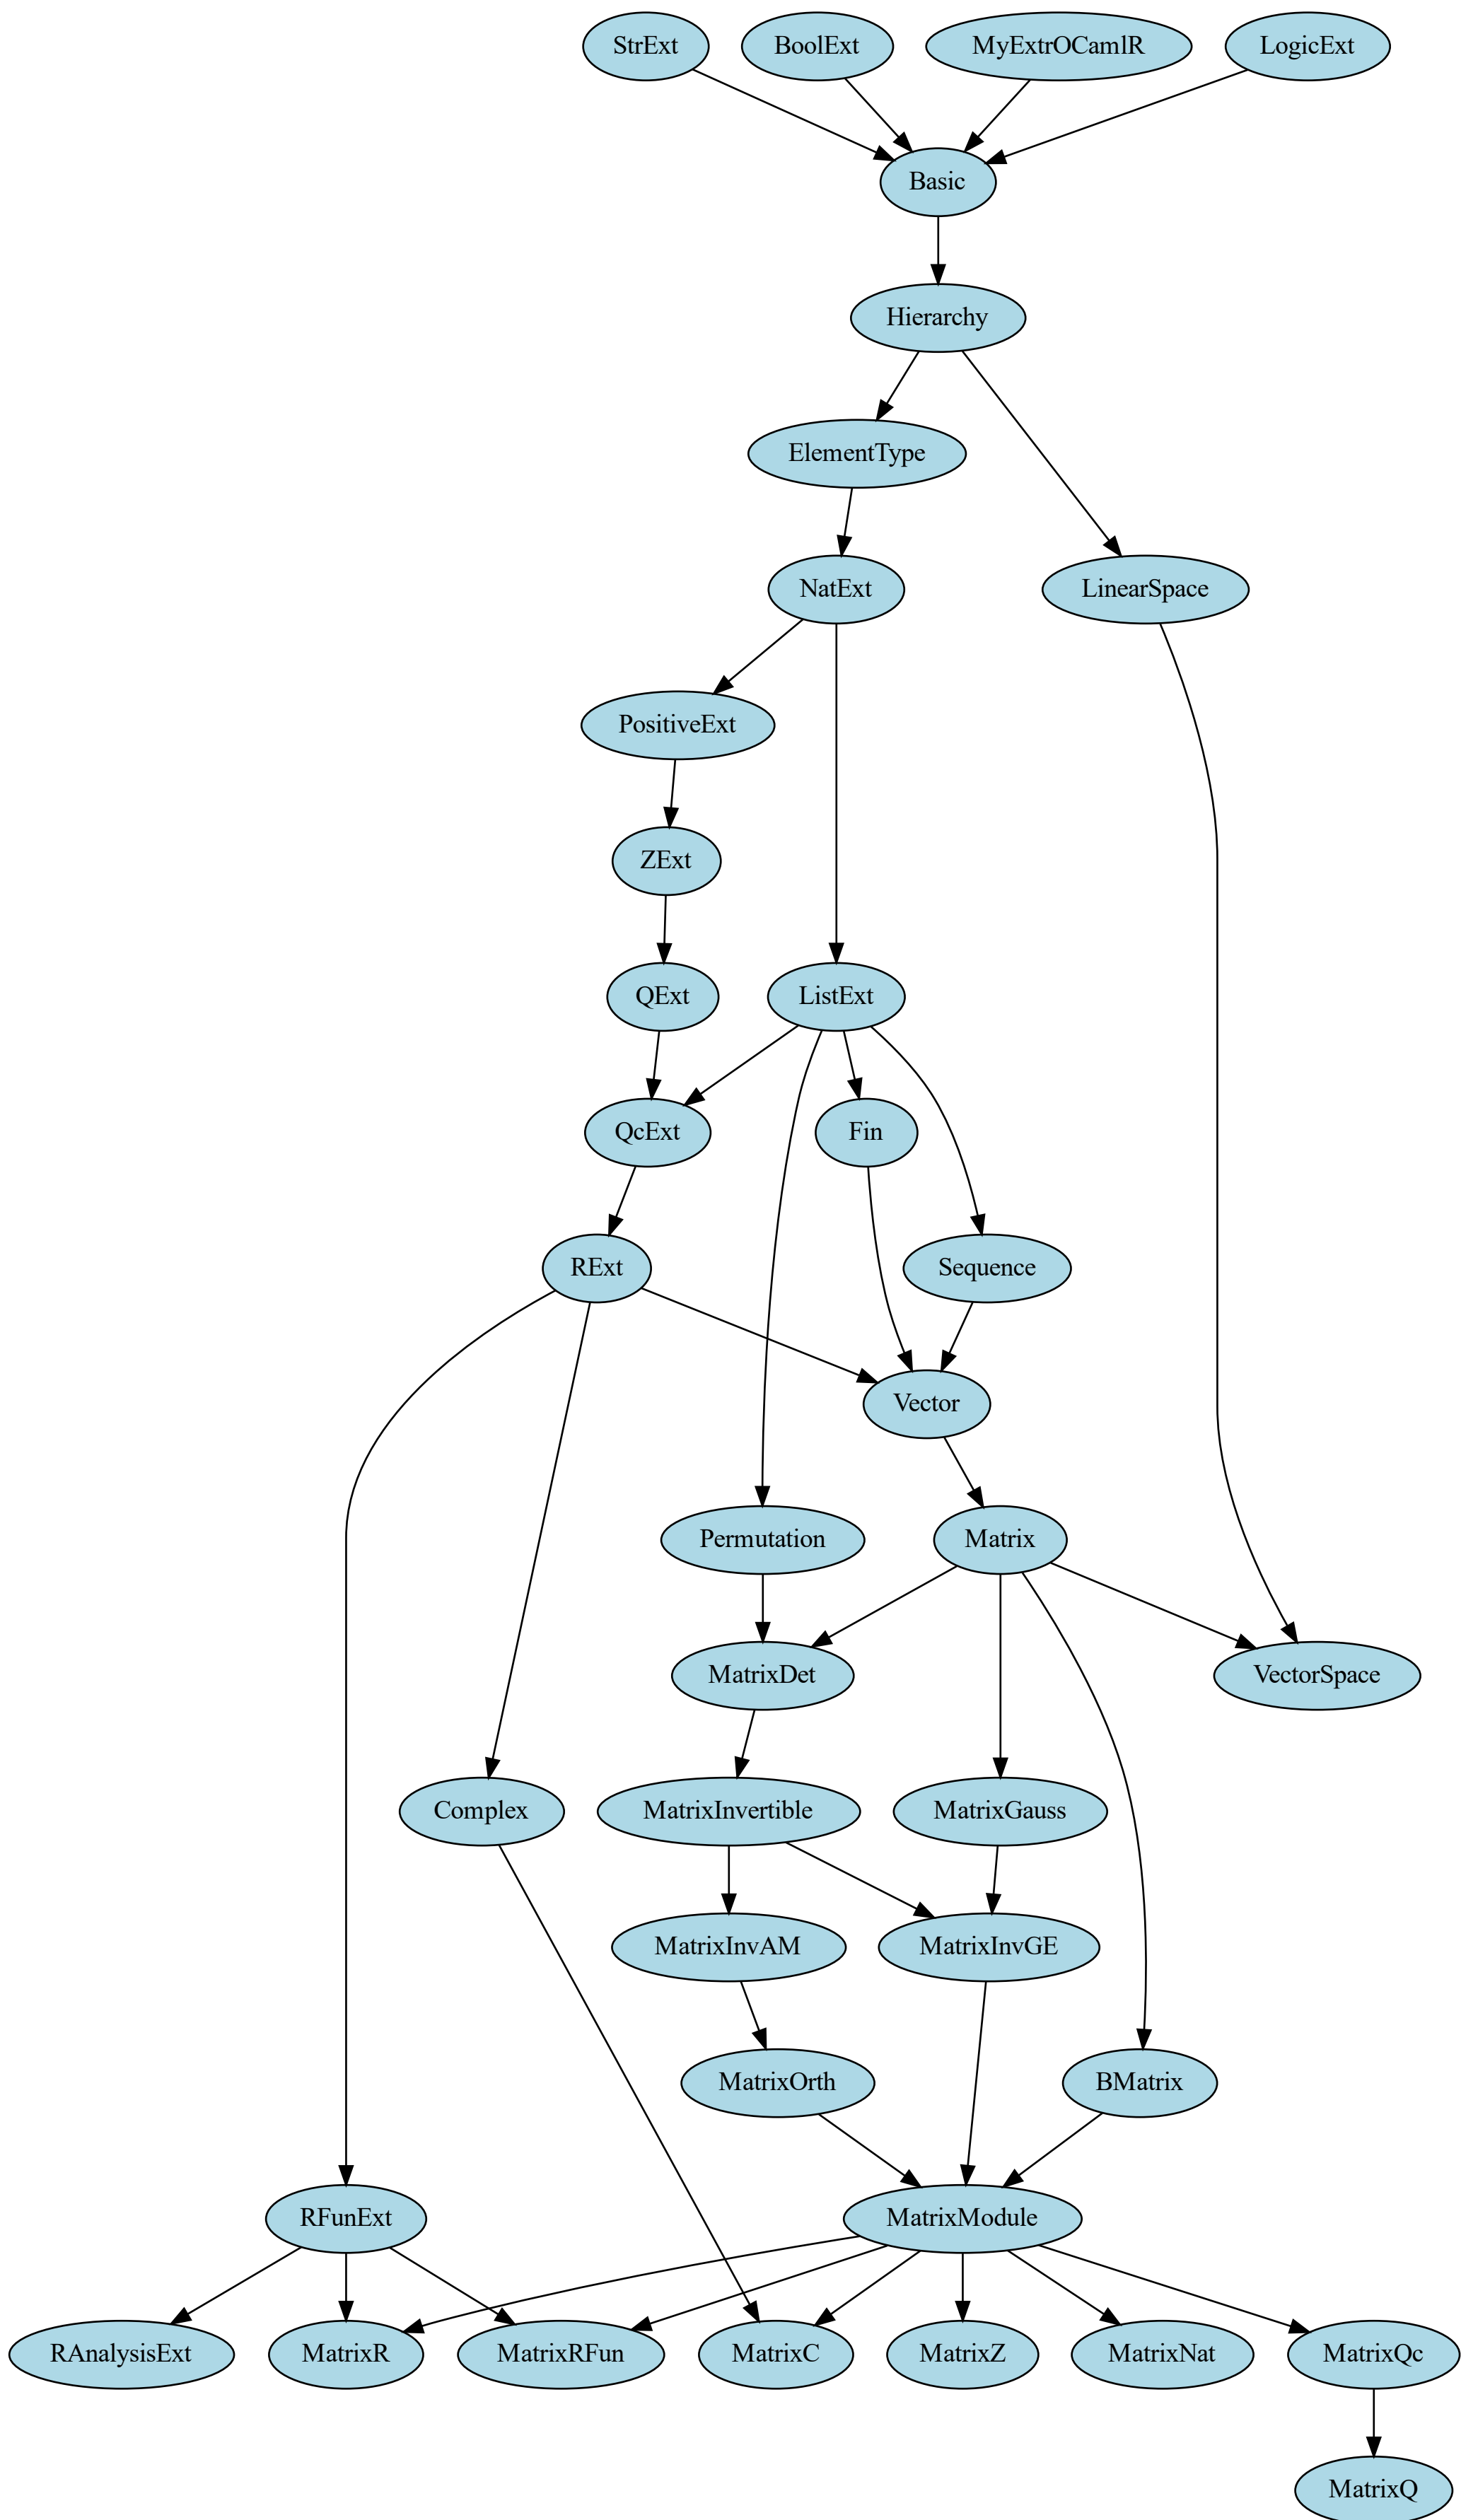 StrExt
BoolExt
MyExtrOCamlR
LogicExt
Basic
Hierarchy
ElementType
NatExt
LinearSpace
PositiveExt
ZExt
QExt
ListExt
QcExt
Fin
RExt
Sequence
Vector
Permutation
Matrix
MatrixDet
VectorSpace
Complex
MatrixInvertible
MatrixGauss
MatrixInvAM
MatrixInvGE
MatrixOrth
BMatrix
RFunExt
MatrixModule
RAnalysisExt
MatrixR
MatrixRFun
MatrixC
MatrixZ
MatrixNat
MatrixQc
MatrixQ